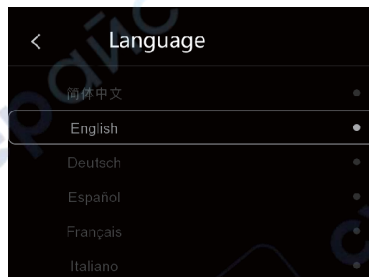 Language
简体中文
English
Deutsch
Español
Français
Italiano